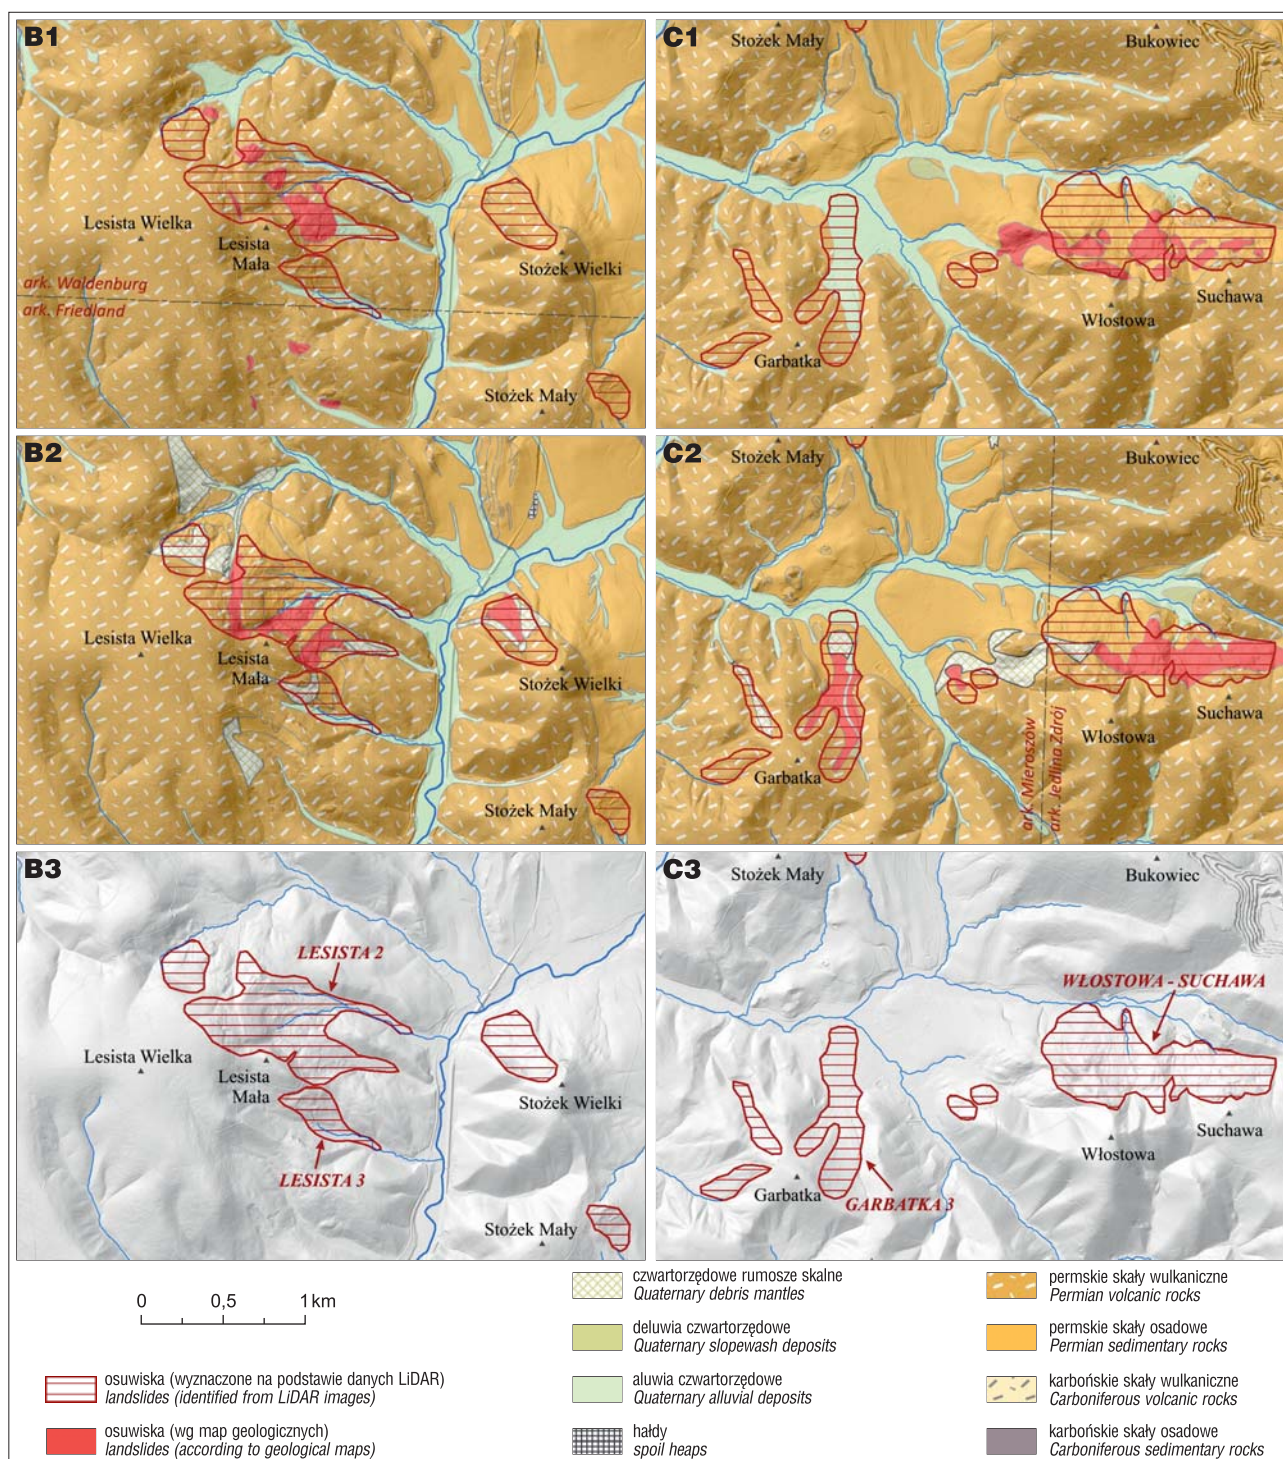 B1
Lesista Wielka
Lesista
Mała
Stożek Wielki
ark. Waldenburg
ark. Friedland
Stożek Mały
C1
Stożek Mały
Bukowiec
Suchawa
Włostowa
Garbatka
B2
Lesista Wielka
Lesista
Mała
Stożek Wielki
Stożek Mały
C2
Stożek Mały
Bukowiec
Suchawa
Włostowa
Garbatka
ark. Mieroszów
ark. Jedlina Zdrój
B3
LESISTA 2
Lesista Wielka
Lesista
Mała
Stożek Wielki
LESISTA 3
Stożek Mały
C3
Stożek Mały
Bukowiec
WŁOSTOWA - SUCHAWA
Suchawa
Włostowa
Garbatka
GARBATKA 3
0 0,5 1 km
osuwiska (wyznaczone na podstawie danych LiDAR)
landslides (identified from LiDAR images)
osuwiska (wg map geologicznych)
landslides (according to geological maps)
czwartorzędowe rumosze skalne
Quaternary debris mantles
deluwia czwartorzędowe
Quaternary slopewash deposits
aluwia czwartorzędowe
Quaternary alluvial deposits
hałdy
spoil heaps
permskie skały wulkaniczne
Permian volcanic rocks
permskie skały osadowe
Permian sedimentary rocks
karbońskie skały wulkaniczne
Carboniferous volcanic rocks
karbońskie skały osadowe
Carboniferous sedimentary rocks